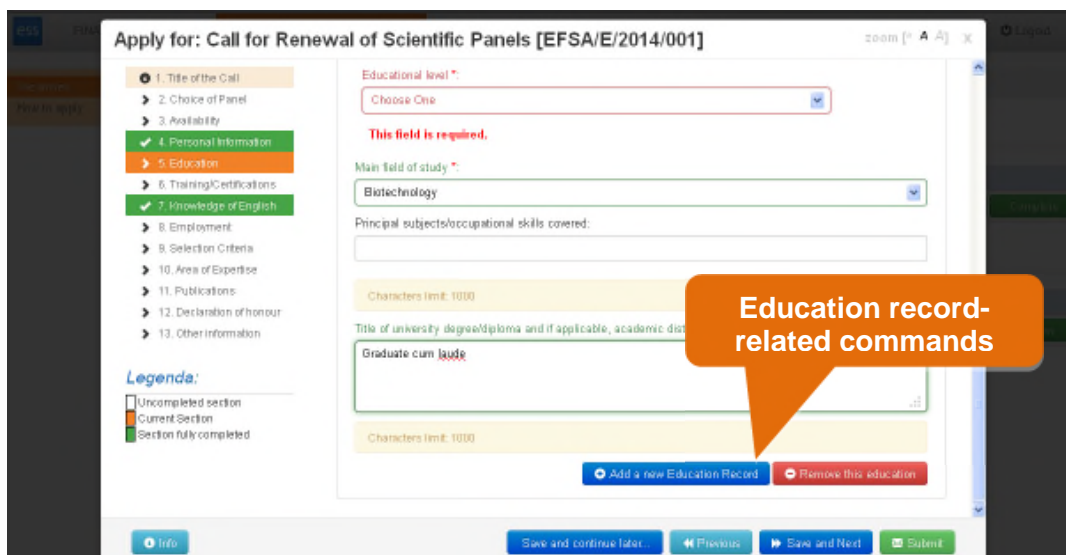 ess
Apply for: Call for Renewal of Scientific Panels [EFSA/E/2014/001]
zoom [- A A] x
Logout
How to apply
1. Title of the Call
2. Choice of Panel
3. Availability
4. Personal Information
5. Education
6. Training/Certifications
7. Knowledge of English
8. Employment
9. Selection Criteria
10. Area of Expertise
11. Publications
12. Declaration of honour
13. Other information
Legenda:
Uncompleted section
Current Section
Section fully completed
Educational level *:
Choose One
This field is required.
Main field of study *:
Biotechnology
Principal subjects/occupational skills covered:
Characters limit: 1000
Title of university degree/diploma and if applicable, academic
Graduate cum laude
Characters limit: 1000
Education record-
related commands
Add a new Education Record
Remove this education
Info
Save and continue later...
Previous
Save and Next
Submit